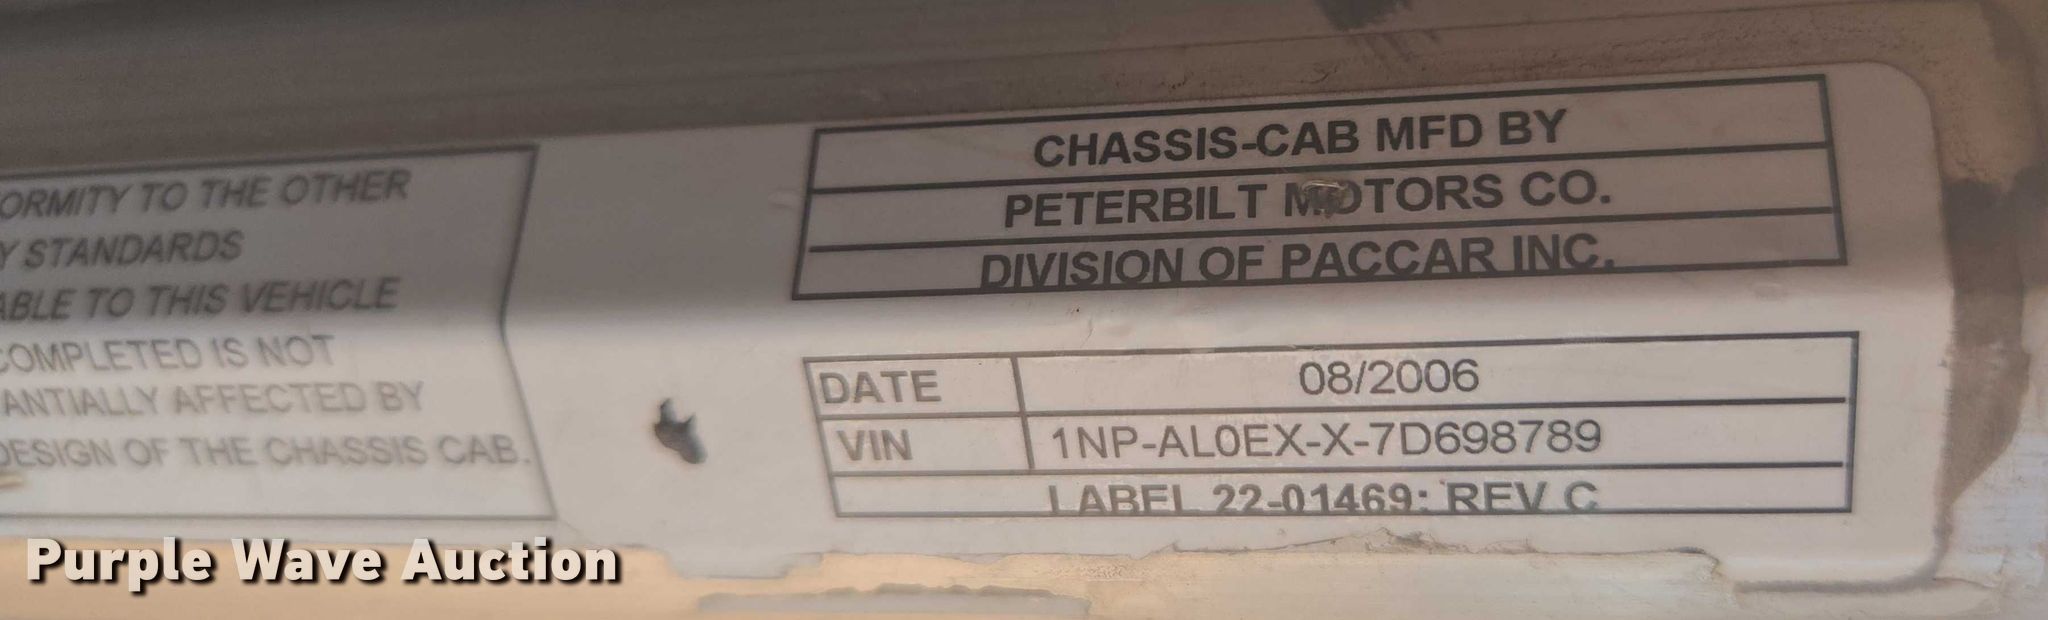 ORMITY TO THE OTHER
Y STANDARDS
ABLE TO THIS VEHICLE
COMPLETED IS NOT
ANTIALLY AFFECTED BY
DESIGN OF THE CHASSIS CAB.
CHASSIS-CAB MFD BY
PETERBILT MOTORS CO.
DIVISION OF PACCAR INC.
DATE 08/2006
VIN 1NP-AL0EX-X-7D698789
LABEL 22-01469: REV C
Purple Wave Auction